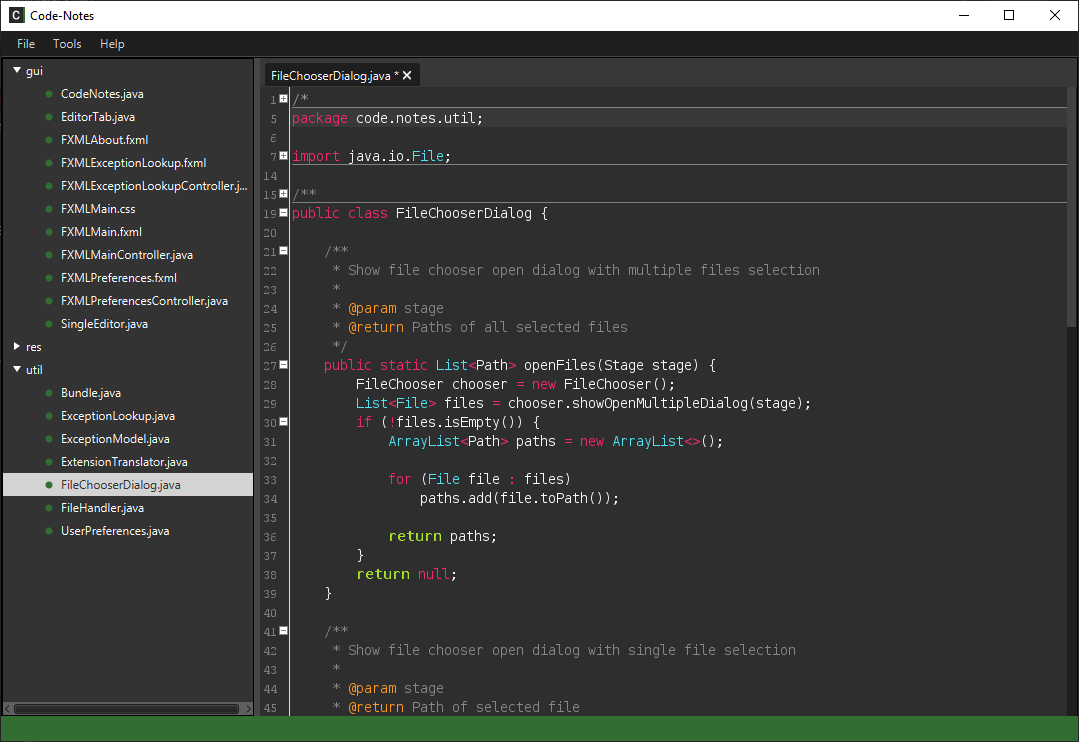 Code-Notes
File Tools Help
gui
CodeNotes.java
EditorTab.java
FXMLAbout.fxml
FXMLExceptionLookup.fxml
FXMLExceptionLookupController.j...
FXMLMain.css
FXMLMain.fxml
FXMLMainController.java
FXMLPreferences.fxml
FXMLPreferencesController.java
SingleEditor.java
res
util
Bundle.java
ExceptionLookup.java
ExceptionModel.java
ExtensionTranslator.java
FileChooserDialog.java
FileHandler.java
UserPreferences.java
FileChooserDialog.java *
1 /*
5 package code.notes.util;
6
7 import java.io.File;
14
15 /**
19 public class FileChooserDialog {
20
21     /**
22      * Show file chooser open dialog with multiple files selection
23      *
24      * @param stage
25      * @return Paths of all selected files
26      */
27     public static List<Path> openFiles(Stage stage) {
28         FileChooser chooser = new FileChooser();
29         List<File> files = chooser.showOpenMultipleDialog(stage);
30         if (!files.isEmpty()) {
31             ArrayList<Path> paths = new ArrayList<>();
32
33             for (File file : files)
34                 paths.add(file.toPath());
35
36             return paths;
37         }
38         return null;
39     }
40
41     /**
42      * Show file chooser open dialog with single file selection
43      *
44      * @param stage
45      * @return Path of selected file